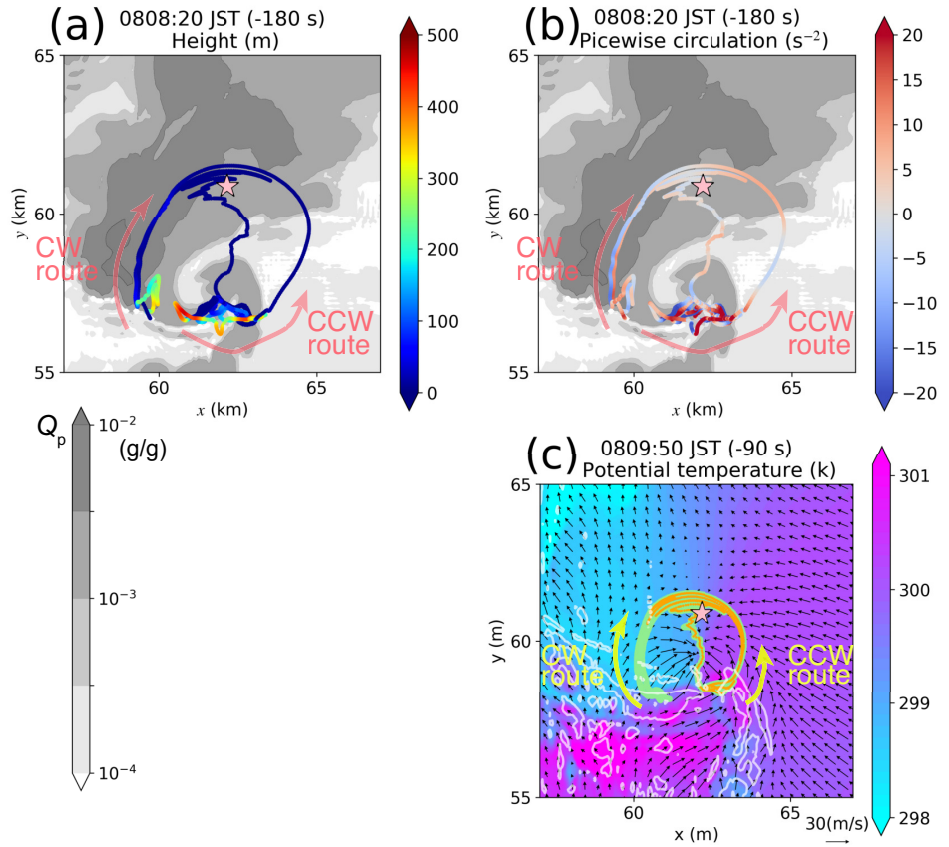 (a)
0808:20 JST (-180 s)
Height (m)
65
60
55
y (km)
60
65
x (km)
CW
route
CCW
route
500
400
300
200
100
0
(b)
0808:20 JST (-180 s)
Picewise circulation (s⁻²)
65
60
55
y (km)
60
65
x (km)
CW
route
CCW
route
20
15
10
5
0
−5
−10
−15
−20
Qp
(g/g)
10⁻²
10⁻³
10⁻⁴
(c)
0809:50 JST (-90 s)
Potential temperature (k)
65
60
55
y (m)
60
65
x (m)
CW
route
CCW
route
301
300
299
298
30(m/s)